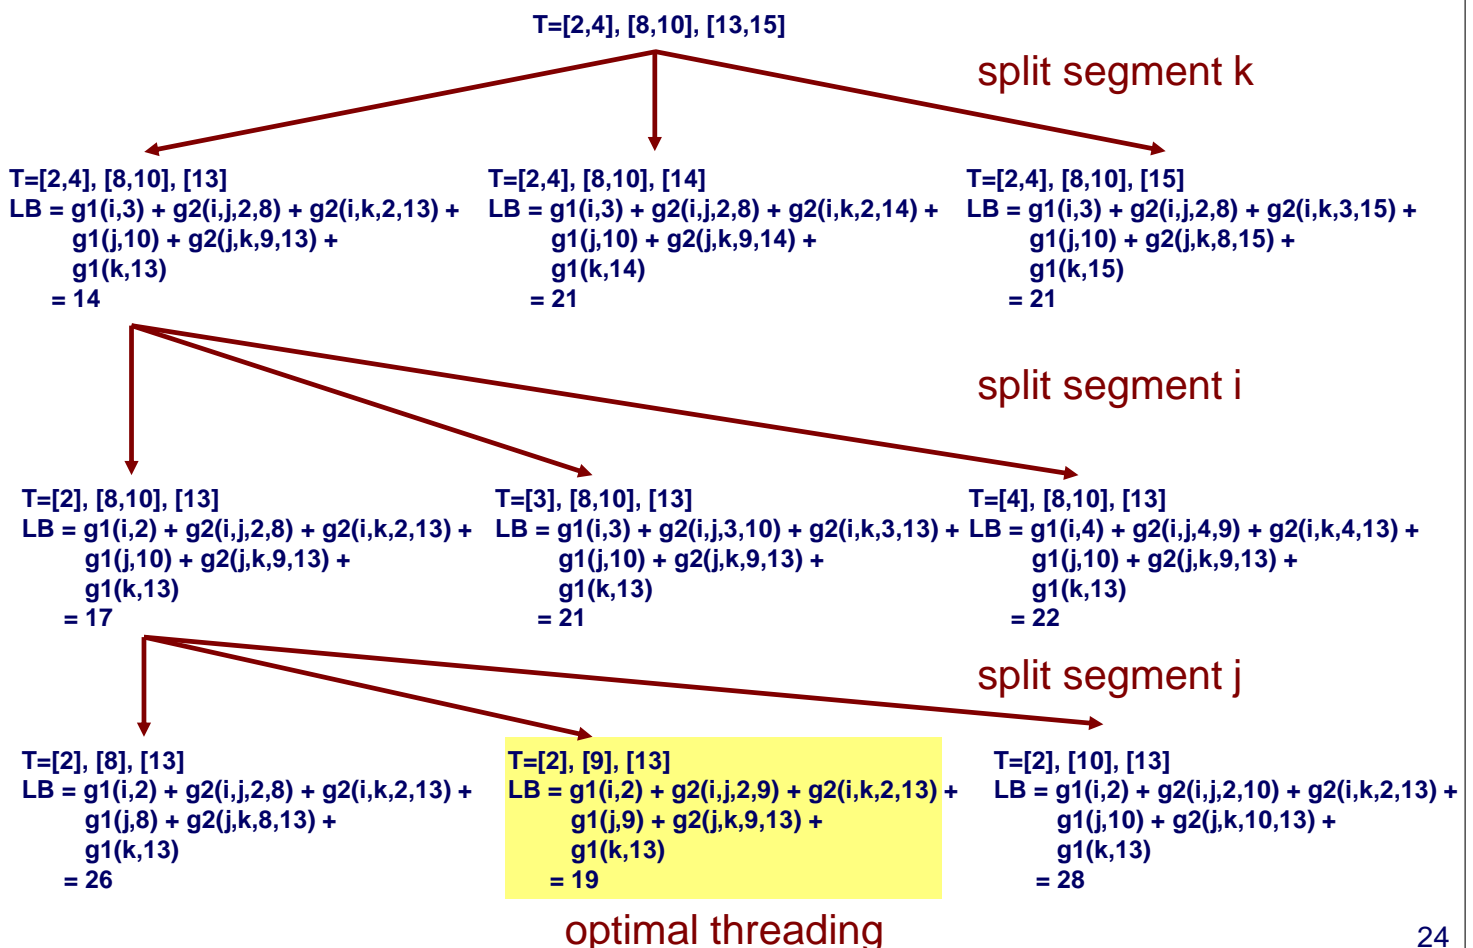 T=[2,4], [8,10], [13,15]
split segment k
T=[2,4], [8,10], [13]
LB = g1(i,3) + g2(i,j,2,8) + g2(i,k,2,13) +
g1(j,10) + g2(j,k,9,13) +
g1(k,13)
= 14
T=[2,4], [8,10], [14]
LB = g1(i,3) + g2(i,j,2,8) + g2(i,k,2,14) +
g1(j,10) + g2(j,k,9,14) +
g1(k,14)
= 21
T=[2,4], [8,10], [15]
LB = g1(i,3) + g2(i,j,2,8) + g2(i,k,3,15) +
g1(j,10) + g2(j,k,8,15) +
g1(k,15)
= 21
split segment i
T=[2], [8,10], [13]
LB = g1(i,2) + g2(i,j,2,8) + g2(i,k,2,13) +
g1(j,10) + g2(j,k,9,13) +
g1(k,13)
= 17
T=[3], [8,10], [13]
LB = g1(i,3) + g2(i,j,3,10) + g2(i,k,3,13) +
g1(j,10) + g2(j,k,9,13) +
g1(k,13)
= 21
T=[4], [8,10], [13]
LB = g1(i,4) + g2(i,j,4,9) + g2(i,k,4,13) +
g1(j,10) + g2(j,k,9,13) +
g1(k,13)
= 22
split segment j
T=[2], [8], [13]
LB = g1(i,2) + g2(i,j,2,8) + g2(i,k,2,13) +
g1(j,8) + g2(j,k,8,13) +
g1(k,13)
= 26
T=[2], [9], [13]
LB = g1(i,2) + g2(i,j,2,9) + g2(i,k,2,13) +
g1(j,9) + g2(j,k,9,13) +
g1(k,13)
= 19
T=[2], [10], [13]
LB = g1(i,2) + g2(i,j,2,10) + g2(i,k,2,13) +
g1(j,10) + g2(j,k,10,13) +
g1(k,13)
= 28
optimal threading
24